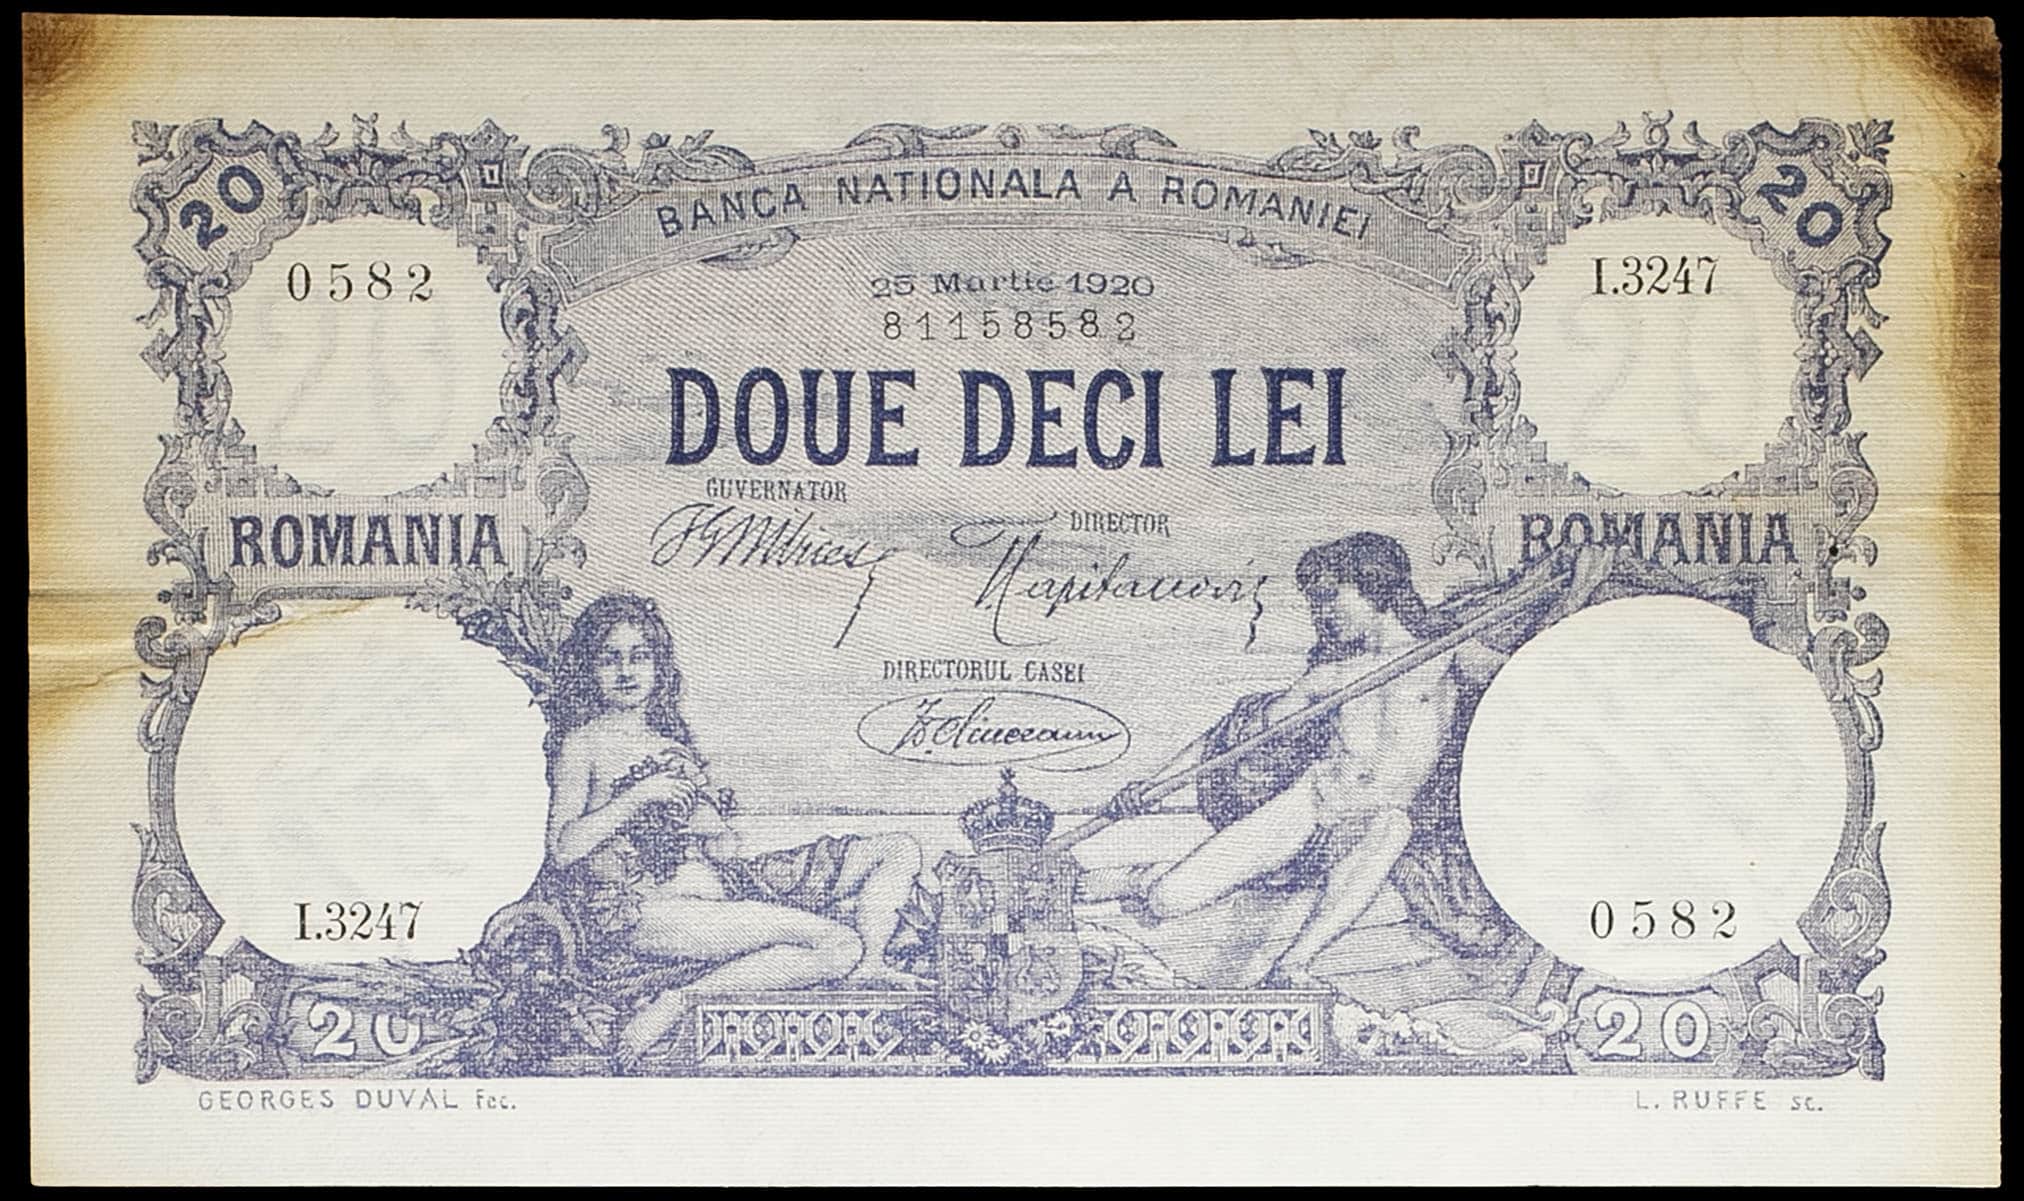 20
20
BANCA NATIONALA A ROMANIEI
0582
I.3247
25 Martie 1920
81158582
DOUE DECI LEI
GUVERNATOR
DIRECTOR
ROMANIA
ROMANIA
DIRECTORUL CASEI
I.3247
0582
20
20
GEORGES DUVAL Fec.
L. RUFFE sc.